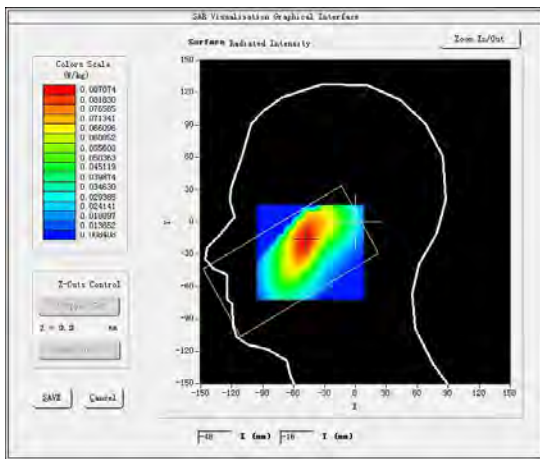 SAR Visualisation Graphical Interface
Surface Radiated Intensity
Zoom In/Out
Colors Scale
(W/kg)
0.087074
0.081830
0.076585
0.071341
0.066096
0.060852
0.055608
0.050363
0.045119
0.039874
0.034630
0.029385
0.024141
0.018897
0.013652
0.008408
150
120
90
60
30
0
-30
-60
-90
-120
-150
Y
-150 -120 -90 -60 -30 0 30 60 90 120 150
X
Z-Cuts Control
Z = 0.0 mm
SAVE
Cancel
-48 X (mm) -16 Y (mm)